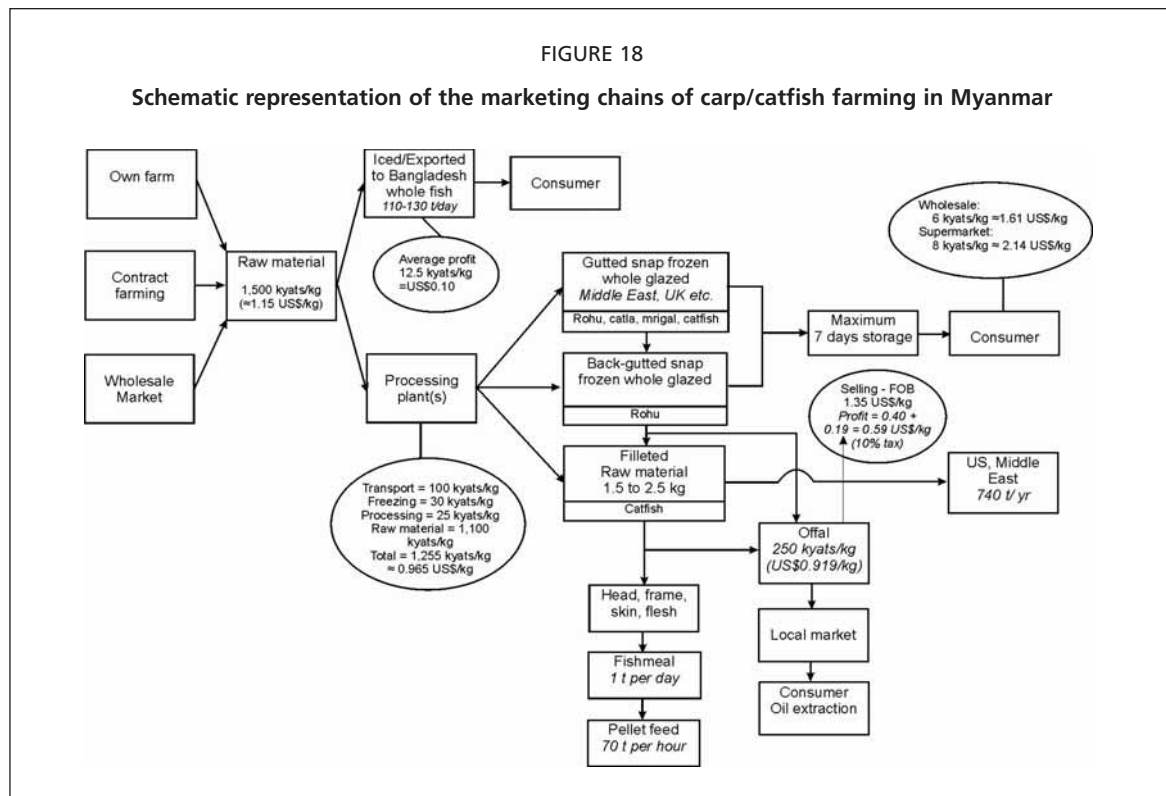 FIGURE 18
Schematic representation of the marketing chains of carp/catfish farming in Myanmar
Own farm
Contract
farming
Wholesale
Market
Raw material
1,500 kyats/kg
(≈1.15 US$/kg)
Iced/Exported
to Bangladesh
whole fish
110-130 t/day
Consumer
Average profit
12.5 kyats/kg
=US$0.10
Processing
plant(s)
Transport = 100 kyats/kg
Freezing = 30 kyats/kg
Processing = 25 kyats/kg
Raw material = 1,100
kyats/kg
Total = 1,255 kyats/kg
≈ 0.965 US$/kg
Gutted snap frozen
whole glazed
Middle East, UK etc.
Rohu, catla, mrigal, catfish
Back-gutted snap
frozen whole glazed
Rohu
Filleted
Raw material
1.5 to 2.5 kg
Catfish
Maximum
7 days storage
Consumer
Wholesale:
6 kyats/kg ≈1.61 US$/kg
Supermarket:
8 kyats/kg ≈ 2.14 US$/kg
Selling - FOB
1.35 US$/kg
Profit = 0.40 +
0.19 = 0.59 US$/kg
(10% tax)
US, Middle
East
740 t/ yr
Offal
250 kyats/kg
(US$0.919/kg)
Local market
Consumer
Oil extraction
Head, frame,
skin, flesh
Fishmeal
1 t per day
Pellet feed
70 t per hour